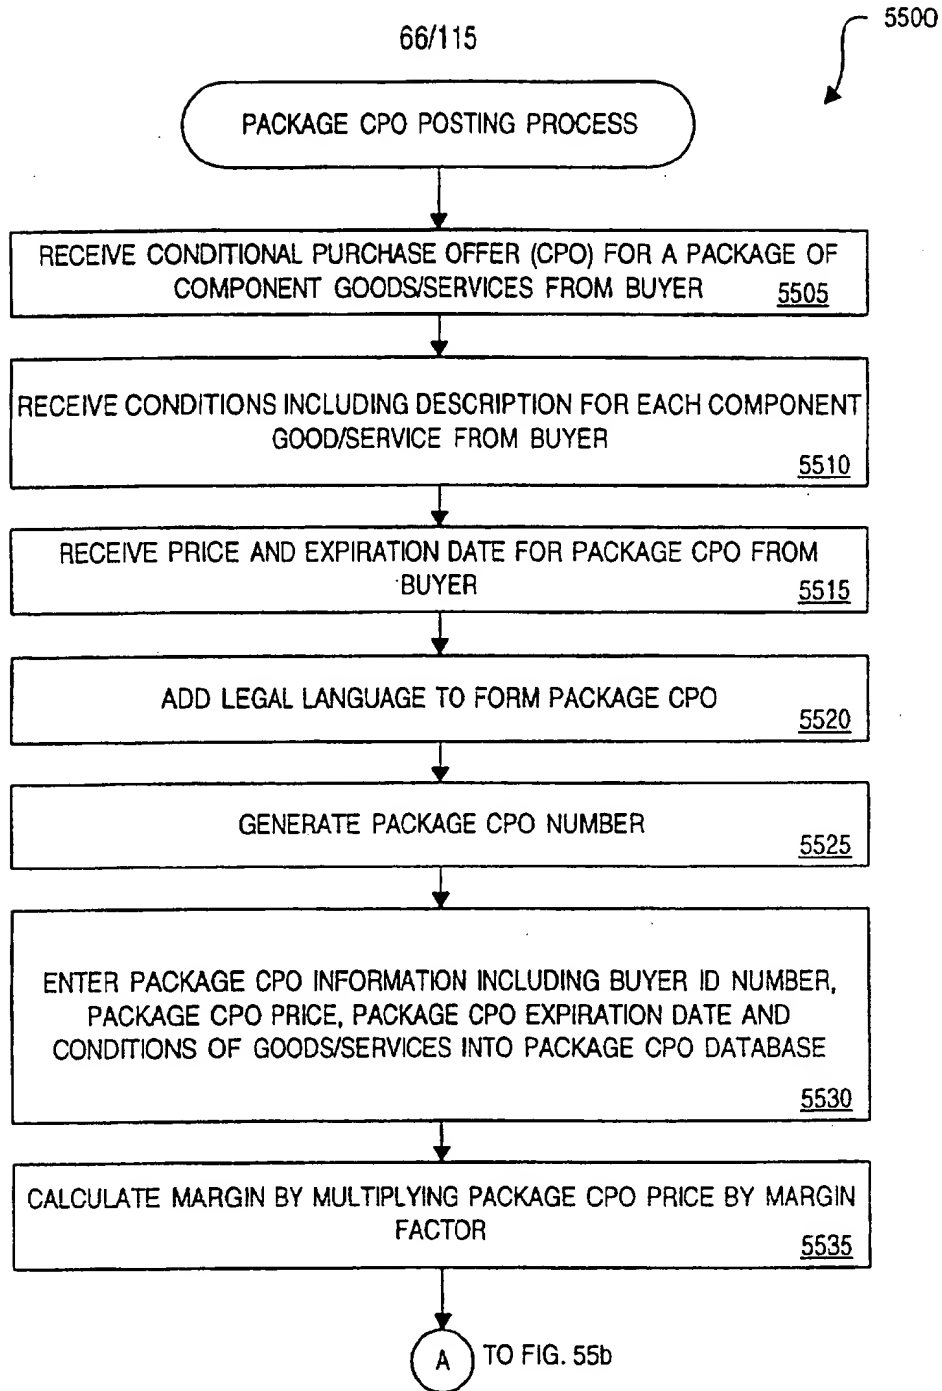 5500
66/115
PACKAGE CPO POSTING PROCESS
RECEIVE CONDITIONAL PURCHASE OFFER (CPO) FOR A PACKAGE OF
COMPONENT GOODS/SERVICES FROM BUYER 5505
RECEIVE CONDITIONS INCLUDING DESCRIPTION FOR EACH COMPONENT
GOOD/SERVICE FROM BUYER
5510
RECEIVE PRICE AND EXPIRATION DATE FOR PACKAGE CPO FROM
BUYER 5515
ADD LEGAL LANGUAGE TO FORM PACKAGE CPO
5520
GENERATE PACKAGE CPO NUMBER
5525
ENTER PACKAGE CPO INFORMATION INCLUDING BUYER ID NUMBER,
PACKAGE CPO PRICE, PACKAGE CPO EXPIRATION DATE AND
CONDITIONS OF GOODS/SERVICES INTO PACKAGE CPO DATABASE
5530
CALCULATE MARGIN BY MULTIPLYING PACKAGE CPO PRICE BY MARGIN
FACTOR 5535
A TO FIG. 55b